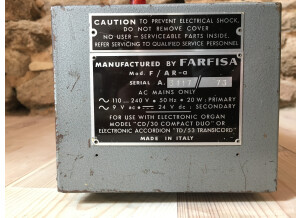 CAUTION TO PREVENT ELECTRICAL SHOCK,
DO NOT REMOVE COVER
NO USER - SERVICEABLE PARTS INSIDE.
REFER SERVICING TO QUALIFIED SERVICE PERSONNEL
MANUFACTURED BY FARFISA
Mod. F/AR-a
SERIAL A.
AC MAINS ONLY
~ 110 ... 240 V ≈ 50 Hz ≈ 20 W: PRIMARY
~ 9 V ac = 24 V dc; SECONDARY
FOR USE WITH ELECTRONIC ORGAN
MODEL "CD/30 COMPACT DUO" OR
ELECTRONIC ACCORDION "TD/53 TRANSICORD"
MADE IN ITALY